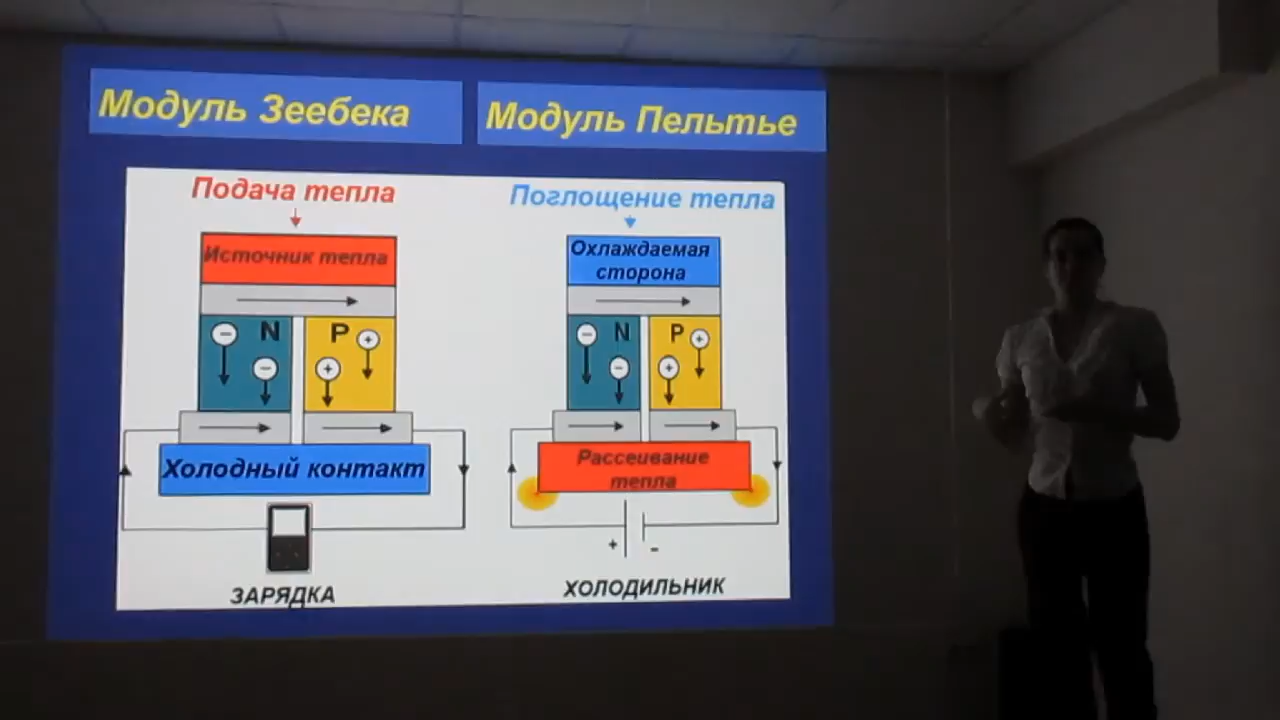 Модуль Зеебека
Модуль Пельтье
Подача тепла
Источник тепла
N
P
Холодный контакт
ЗАРЯДКА
Поглощение тепла
Охлаждаемая
сторона
N
P
Рассеивание
тепла
+
-
ХОЛОДИЛЬНИК